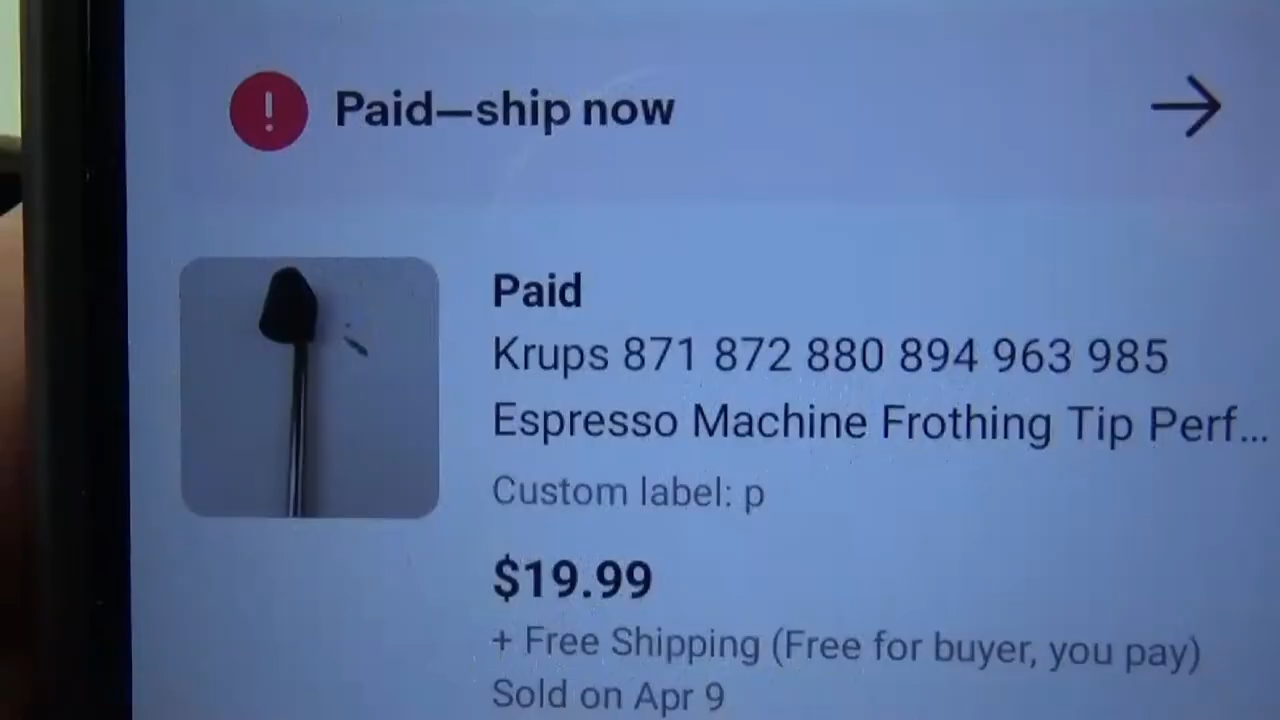 Paid—ship now
Paid
Krups 871 872 880 894 963 985
Espresso Machine Frothing Tip Perf...
Custom label: p
$19.99
+ Free Shipping (Free for buyer, you pay)
Sold on Apr 9